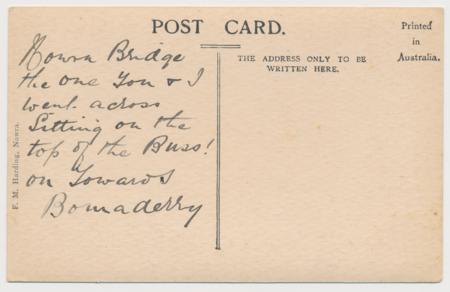 POST CARD.
Printed
in
Australia.
THE ADDRESS ONLY TO BE
WRITTEN HERE.
Nowra Bridge
the one You & I
went across
Sitting on the
top of the Buss!
on Towards
Bomaderry
F. M. Harding, Nowra.